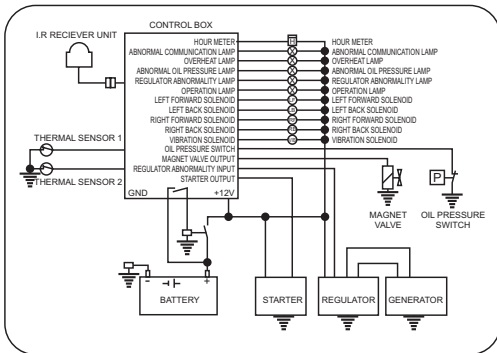 CONTROL BOX
I.R RECIEVER UNIT
HOUR METER
ABNORMAL COMMUNICATION LAMP
OVERHEAT LAMP
ABNORMAL OIL PRESSURE LAMP
REGULATOR ABNORMALITY LAMP
OPERATION LAMP
LEFT FORWARD SOLENOID
LEFT BACK SOLENOID
RIGHT FORWARD SOLENOID
RIGHT BACK SOLENOID
VIBRATION SOLENOID
OIL PRESSURE SWITCH
MAGNET VALVE OUTPUT
REGULATOR ABNORMALITY INPUT
STARTER OUTPUT
GND
+12V
HOUR METER
ABNORMAL COMMUNICATION LAMP
OVERHEAT LAMP
ABNORMAL OIL PRESSURE LAMP
REGULATOR ABNORMALITY LAMP
OPERATION LAMP
LEFT FORWARD SOLENOID
LEFT BACK SOLENOID
RIGHT FORWARD SOLENOID
RIGHT BACK SOLENOID
VIBRATION SOLENOID
THERMAL SENSOR 1
THERMAL SENSOR 2
P
MAGNET
VALVE
OIL PRESSURE
SWITCH
-
+
BATTERY
STARTER
REGULATOR
GENERATOR